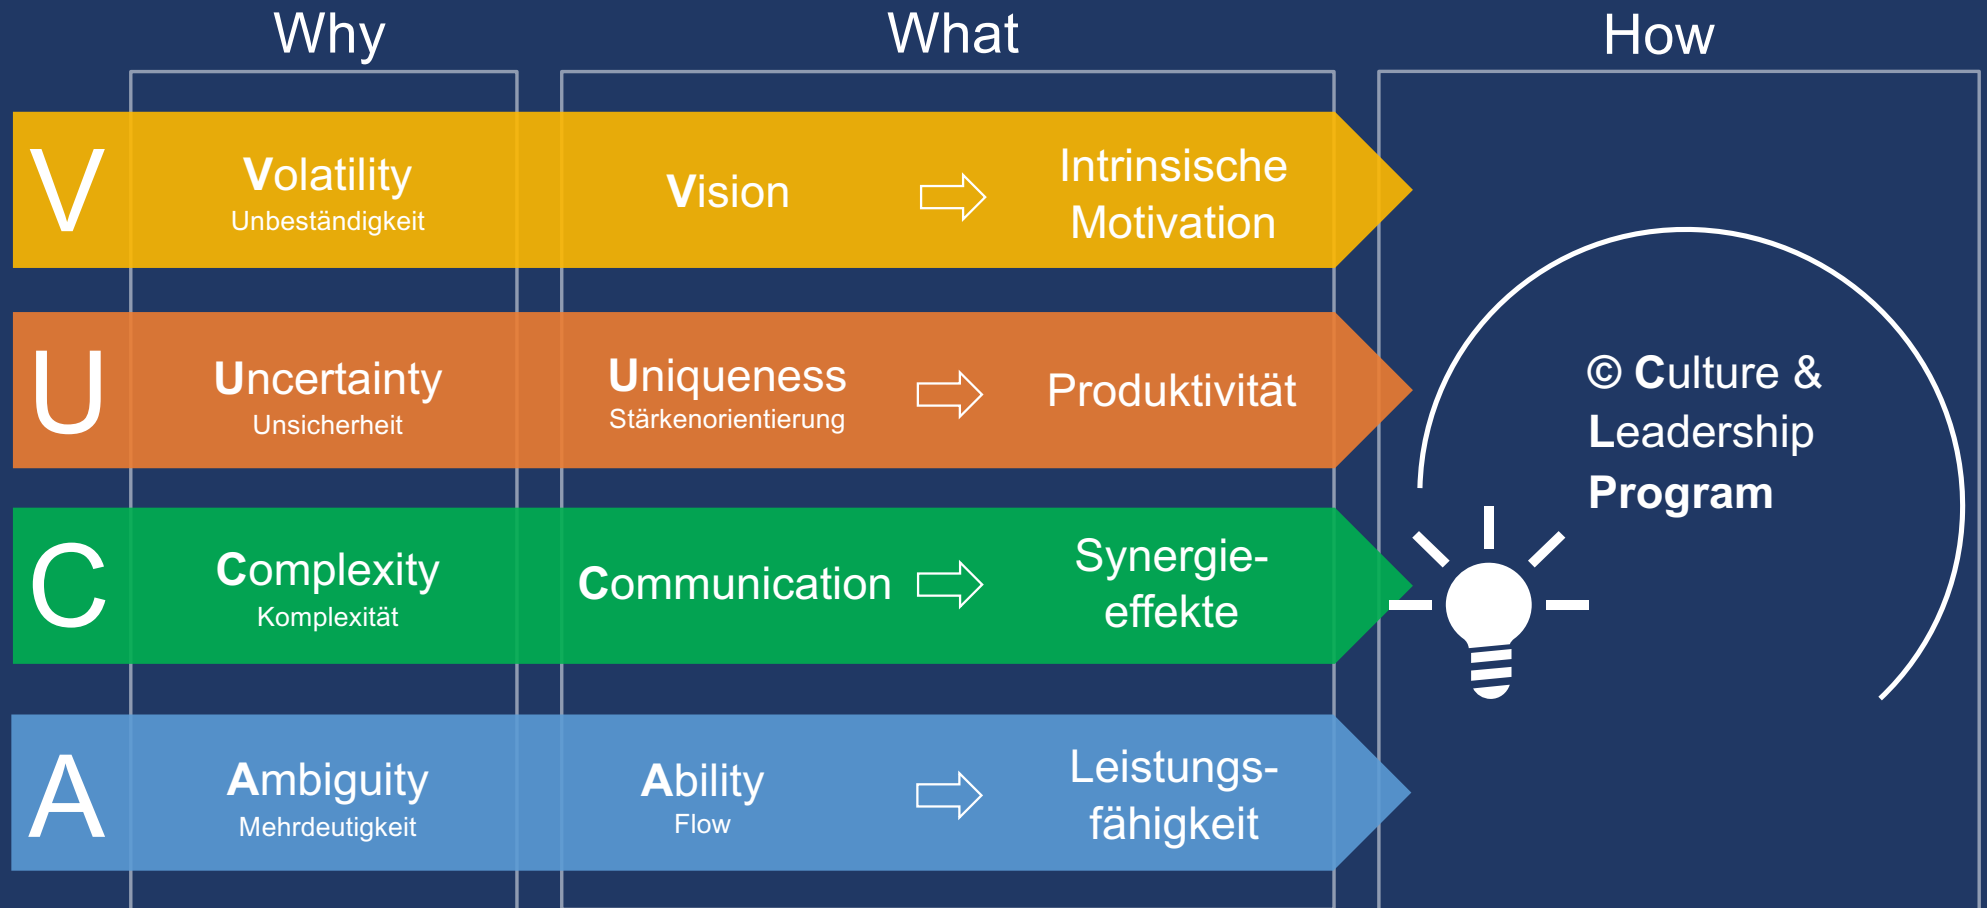 Why
What
How
V
Volatility
Unbeständigkeit
Vision
Intrinsische
Motivation
U
Uncertainty
Unsicherheit
Uniqueness
Stärkenorientierung
Produktivität
C
Complexity
Komplexität
Communication
Synergie-
effekte
A
Ambiguity
Mehrdeutigkeit
Ability
Flow
Leistungs-
fähigkeit
© Culture &
Leadership
Program